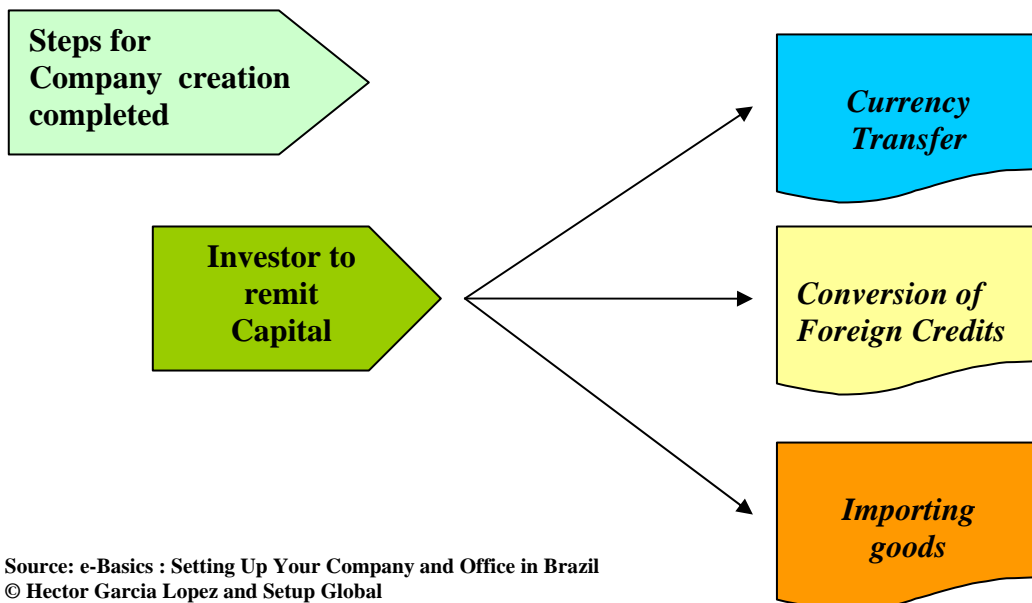 Steps for
Company creation
completed
Currency
Transfer
Investor to
remit
Capital
Conversion of
Foreign Credits
Importing
goods
Source: e-Basics : Setting Up Your Company and Office in Brazil
© Hector Garcia Lopez and Setup Global